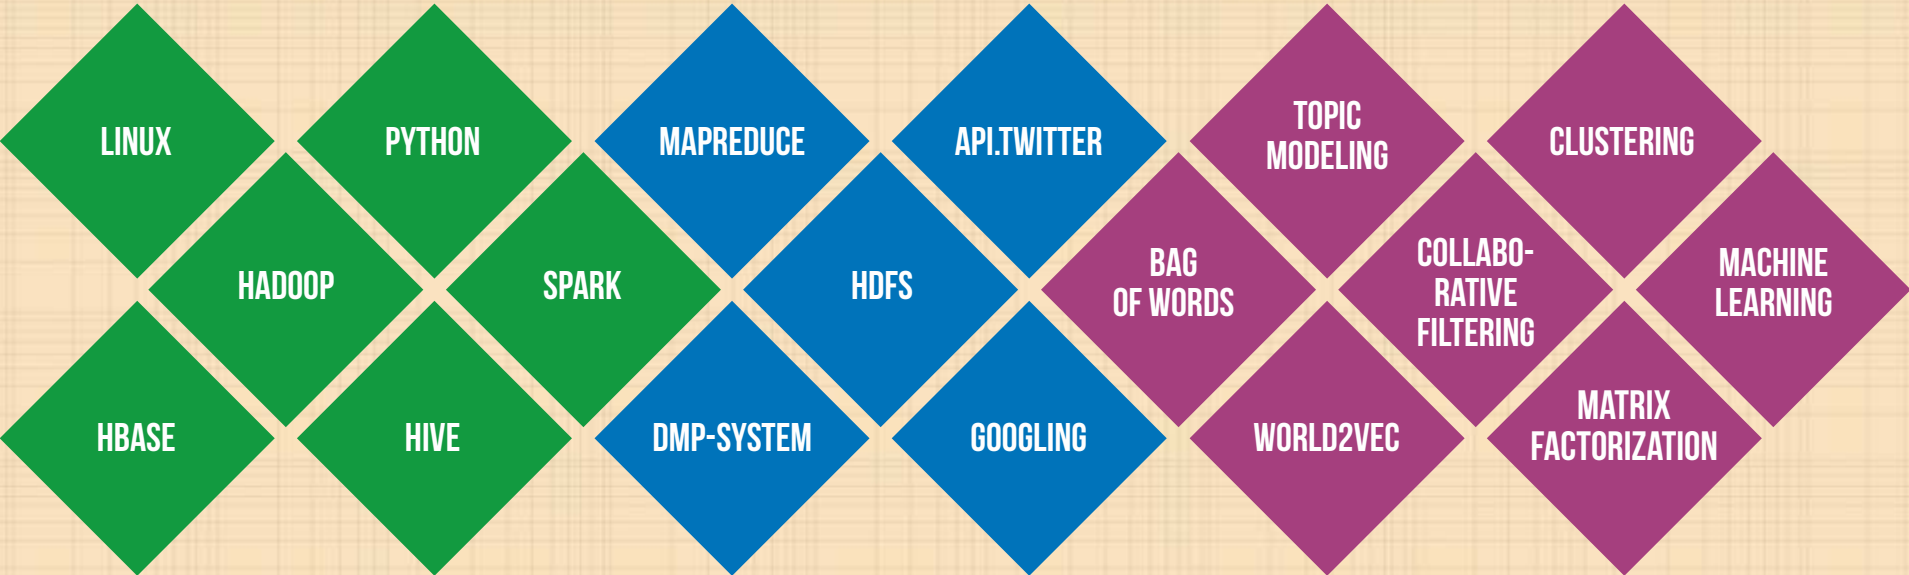 LINUX
PYTHON
MAPREDUCE
API.TWITTER
TOPIC
MODELING
CLUSTERING
HADOOP
SPARK
HDFS
BAG
OF WORDS
COLLABO-
RATIVE
FILTERING
MACHINE
LEARNING
HBASE
HIVE
DMP-SYSTEM
GOOGLING
WORLD2VEC
MATRIX
FACTORIZATION